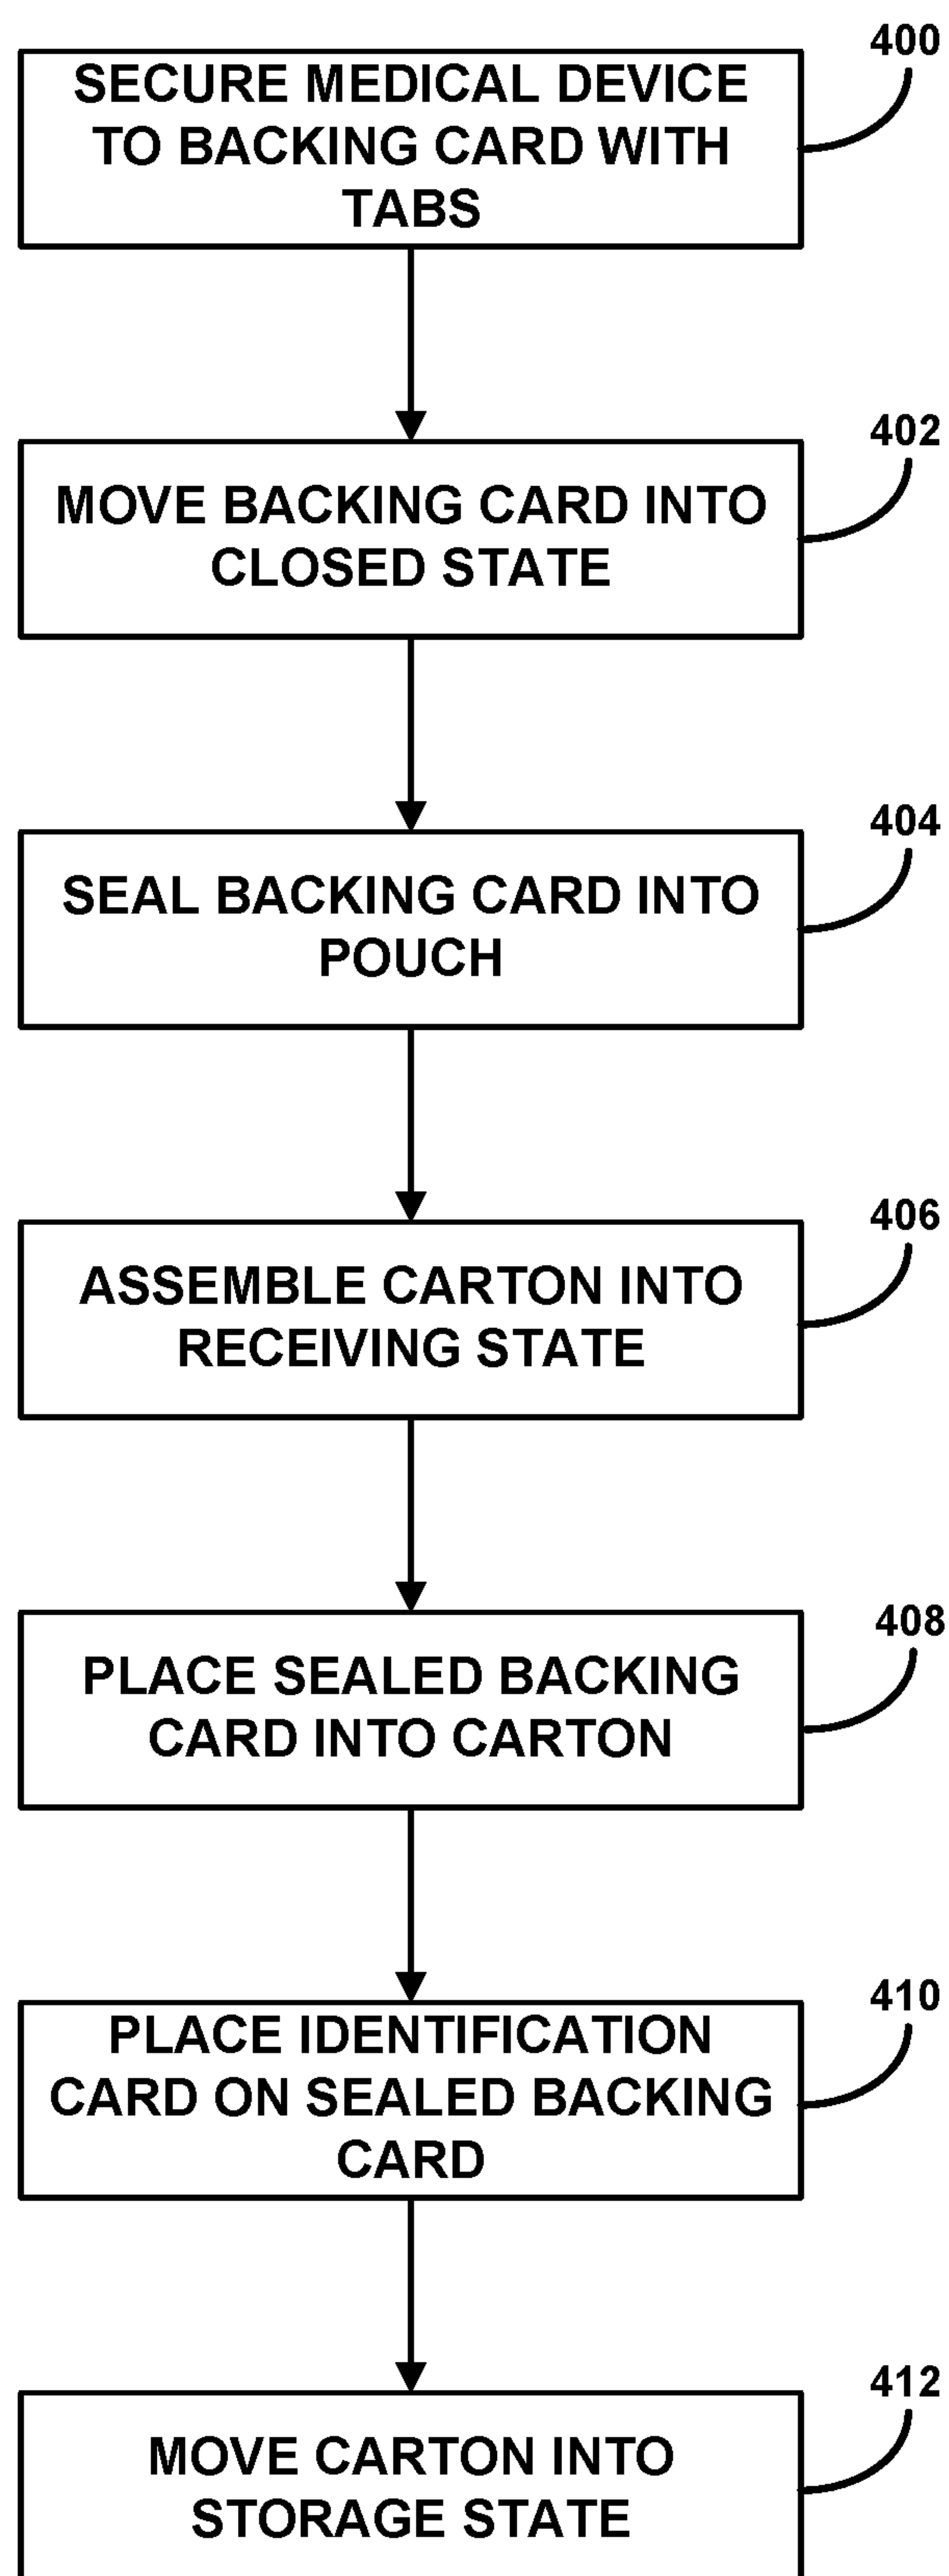 400
SECURE MEDICAL DEVICE
TO BACKING CARD WITH
TABS
402
MOVE BACKING CARD INTO
CLOSED STATE
404
SEAL BACKING CARD INTO
POUCH
406
ASSEMBLE CARTON INTO
RECEIVING STATE
408
PLACE SEALED BACKING
CARD INTO CARTON
410
PLACE IDENTIFICATION
CARD ON SEALED BACKING
CARD
412
MOVE CARTON INTO
STORAGE STATE